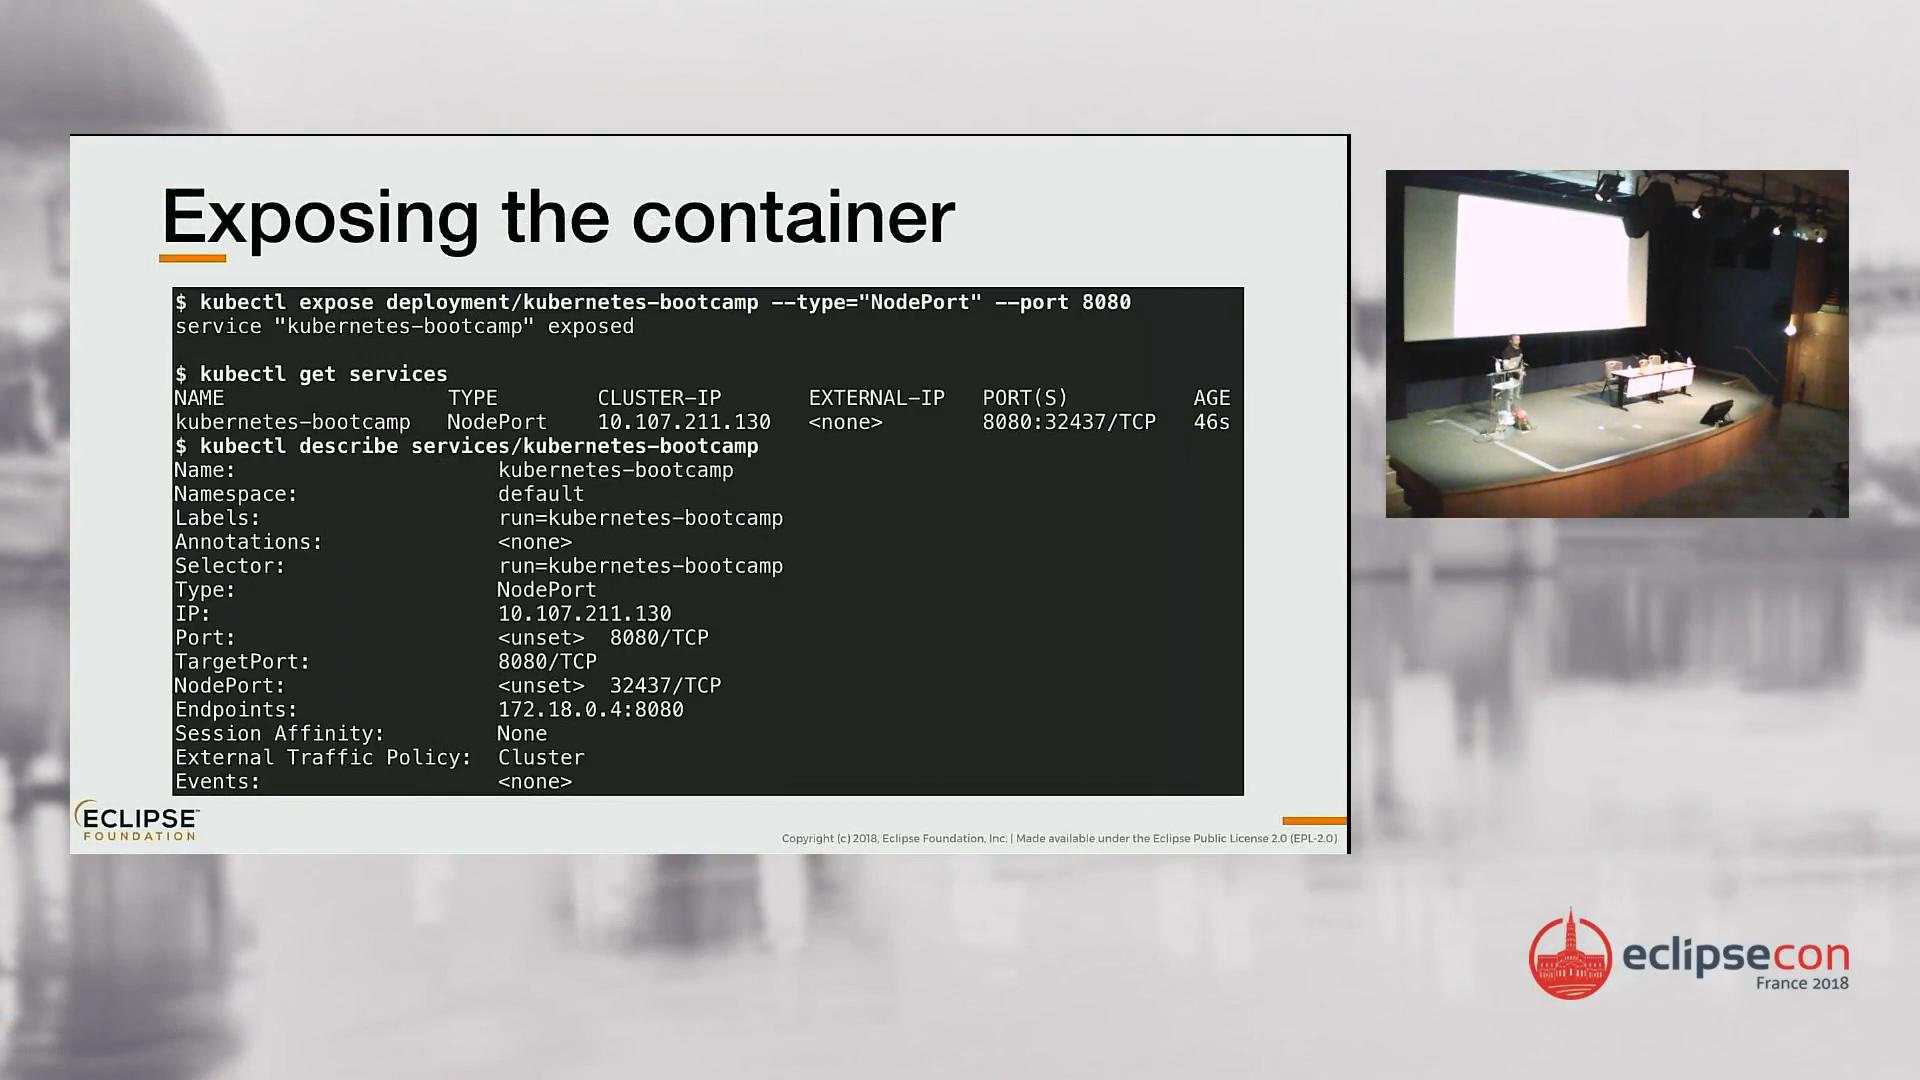 Exposing the container
$ kubectl expose deployment/kubernetes-bootcamp --type="NodePort" --port 8080
service "kubernetes-bootcamp" exposed
$ kubectl get services
NAME TYPE CLUSTER-IP EXTERNAL-IP PORT(S) AGE
kubernetes-bootcamp NodePort 10.107.211.130 <none> 8080:32437/TCP 46s
$ kubectl describe services/kubernetes-bootcamp
Name: kubernetes-bootcamp
Namespace: default
Labels: run=kubernetes-bootcamp
Annotations: <none>
Selector: run=kubernetes-bootcamp
Type: NodePort
IP: 10.107.211.130
Port: <unset> 8080/TCP
TargetPort: 8080/TCP
NodePort: <unset> 32437/TCP
Endpoints: 172.18.0.4:8080
Session Affinity: None
External Traffic Policy: Cluster
Events: <none>
ECLIPSE™
FOUNDATION
Copyright (c) 2018, Eclipse Foundation, Inc. | Made available under the Eclipse Public License 2.0 (EPL-2.0)
eclipsecon
France 2018